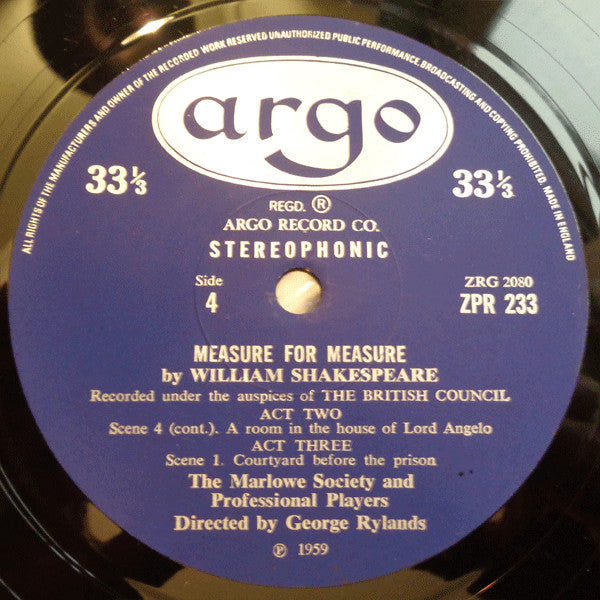 ALL RIGHTS OF THE MANUFACTURERS AND OWNER OF THE RECORDED WORK RESERVED UNAUTHORIZED PUBLIC PERFORMANCE. BROADCASTING AND COPYING PROHIBITED. MADE IN ENGLAND
argo
33⅓ 33⅓
REGD. ®
ARGO RECORD CO.
STEREOPHONIC
Side ZRG 2080
4 ZPR 233
MEASURE FOR MEASURE
by WILLIAM SHAKESPEARE
Recorded under the auspices of THE BRITISH COUNCIL
ACT TWO
Scene 4 (cont.). A room in the house of Lord Angelo
ACT THREE
Scene 1. Courtyard before the prison
The Marlowe Society and
Professional Players
Directed by George Rylands
℗ 1959